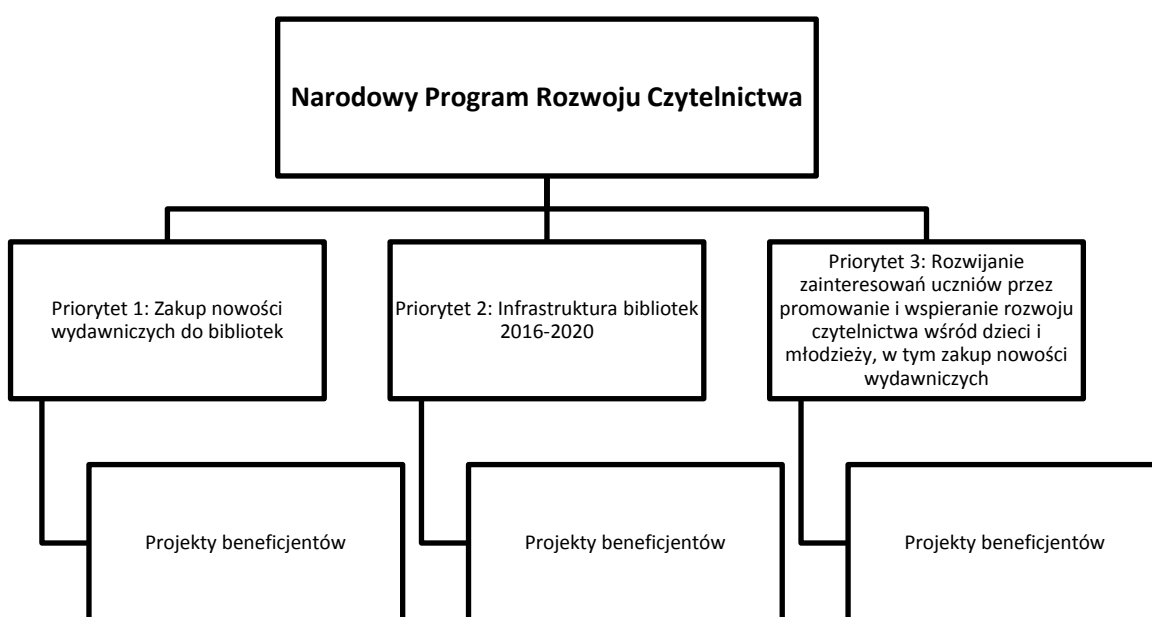 Narodowy Program Rozwoju Czytelnictwa
Priorytet 1: Zakup nowości
wydawniczych do bibliotek
Priorytet 2: Infrastruktura bibliotek
2016-2020
Priorytet 3: Rozwijanie
zainteresowań uczniów przez
promowanie i wspieranie rozwoju
czytelnictwa wśród dzieci i
młodzieży, w tym zakup nowości
wydawniczych
Projekty beneficjentów
Projekty beneficjentów
Projekty beneficjentów